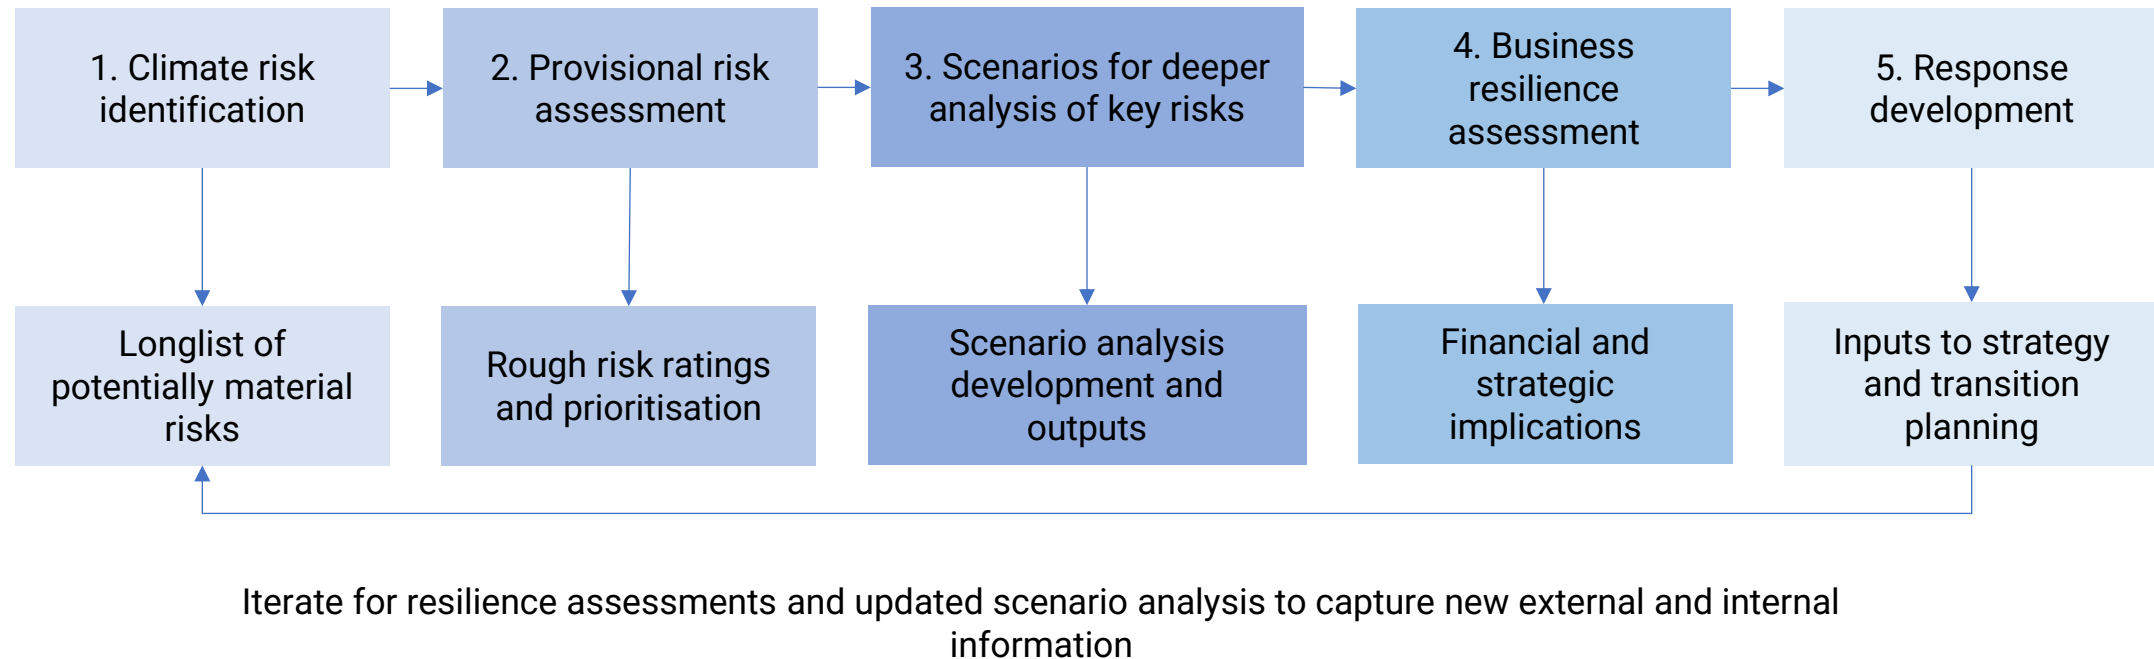 1. Climate risk
identification
2. Provisional risk
assessment
3. Scenarios for deeper
analysis of key risks
4. Business
resilience
assessment
5. Response
development
Longlist of
potentially material
risks
Rough risk ratings
and prioritisation
Scenario analysis
development and
outputs
Financial and
strategic
implications
Inputs to strategy
and transition
planning
Iterate for resilience assessments and updated scenario analysis to capture new external and internal
information